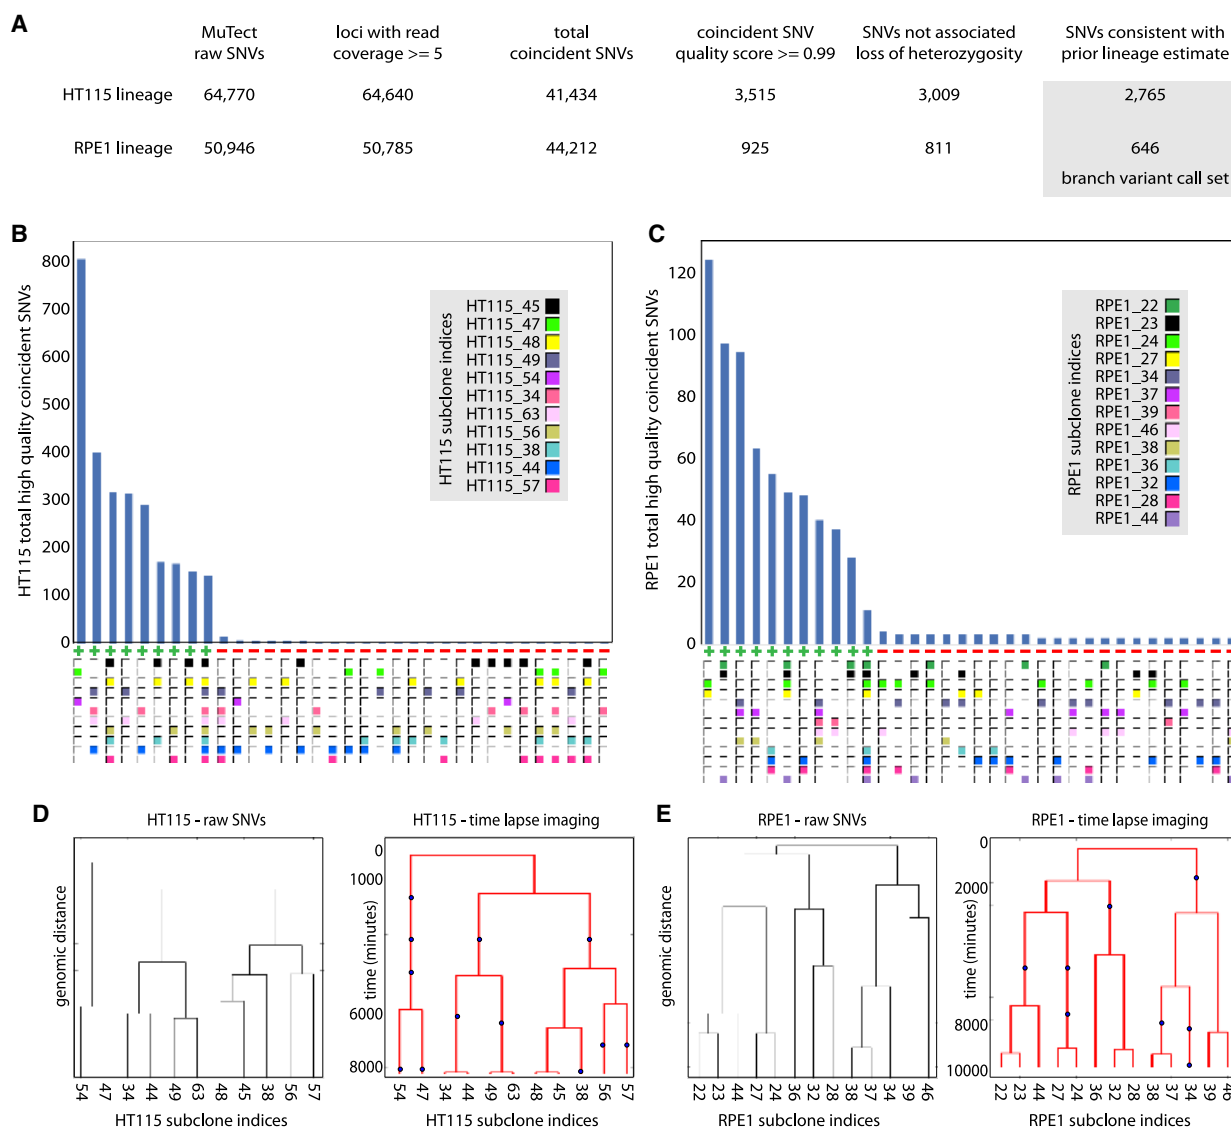 A
MuTect raw SNVs
loci with read coverage >= 5
total coincident SNVs
coincident SNV quality score >= 0.99
SNVs not associated loss of heterozygosity
SNVs consistent with prior lineage estimate
HT115 lineage 64,770 64,640 41,434 3,515 3,009 2,765
RPE1 lineage 50,946 50,785 44,212 925 811 646
branch variant call set
B
HT115 total high quality coincident SNVs
800
700
600
500
400
300
200
100
0
HT115 subclone indices
HT115_45
HT115_47
HT115_48
HT115_49
HT115_54
HT115_34
HT115_63
HT115_56
HT115_38
HT115_44
HT115_57
C
RPE1 total high quality coincident SNVs
120
100
80
60
40
20
0
RPE1 subclone indices
RPE1_22
RPE1_23
RPE1_24
RPE1_27
RPE1_34
RPE1_37
RPE1_39
RPE1_46
RPE1_38
RPE1_36
RPE1_32
RPE1_28
RPE1_44
D
HT115 - raw SNVs
genomic distance
54 47 34 44 49 63 48 45 38 56 57
HT115 subclone indices
HT115 - time lapse imaging
time (minutes)
0
1000
4000
6000
8000
54 47 34 44 49 63 48 45 38 56 57
HT115 subclone indices
E
RPE1 - raw SNVs
genomic distance
22 23 44 27 24 36 32 28 38 37 34 39 46
RPE1 subclone indices
RPE1 - time lapse imaging
time (minutes)
0
2000
8000
10000
22 23 44 27 24 36 32 28 38 37 34 39 46
RPE1 subclone indices